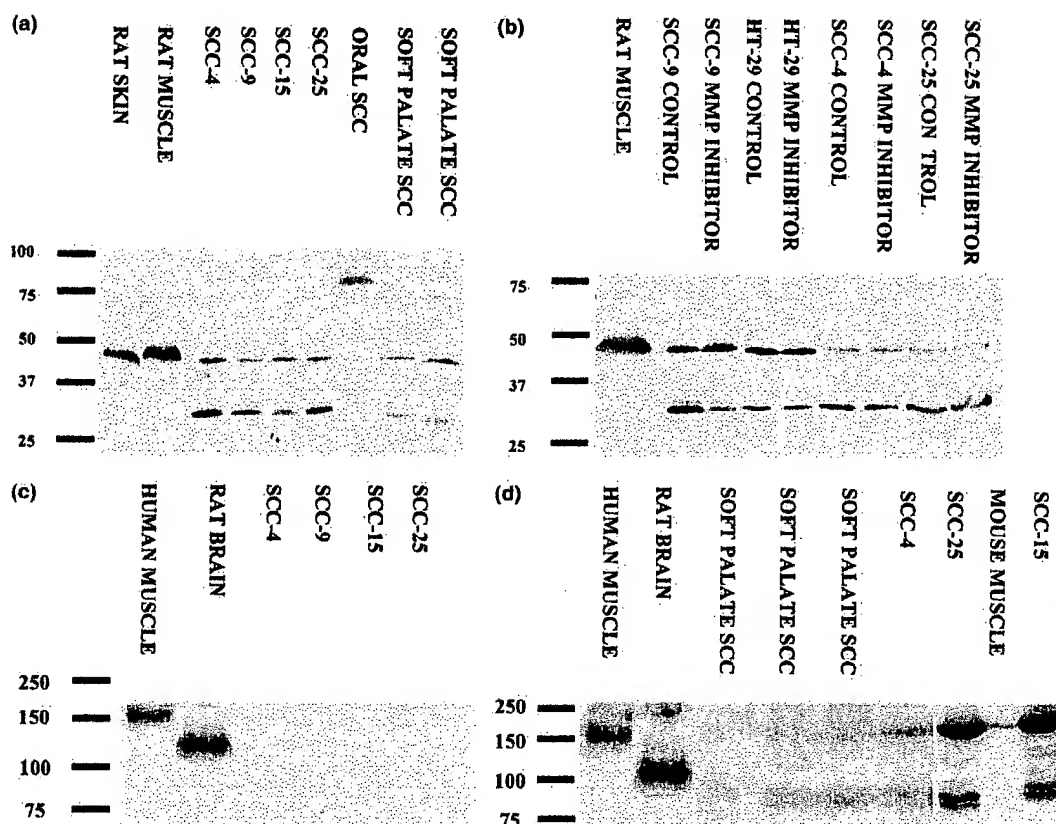 (a)
RAT SKIN
RAT MUSCLE
SCC-4
SCC-9
SCC-15
SCC-25
ORAL SCC
SOFT PALATE SCC
SOFT PALATE SCC
100
75
50
37
25
(b)
RAT MUSCLE
SCC-9 CONTROL
SCC-9 MMP INHIBITOR
HT-29 CONTROL
HT-29 MMP INHIBITOR
SCC-4 CONTROL
SCC-4 MMP INHIBITOR
SCC-25 CON TROL
SCC-25 MMP INHIBITOR
75
50
37
25
(c)
HUMAN MUSCLE
RAT BRAIN
SCC-4
SCC-9
SCC-15
SCC-25
250
150
100
75
(d)
HUMAN MUSCLE
RAT BRAIN
SOFT PALATE SCC
SOFT PALATE SCC
SOFT PALATE SCC
SCC-4
SCC-25
MOUSE MUSCLE
SCC-15
250
150
100
75